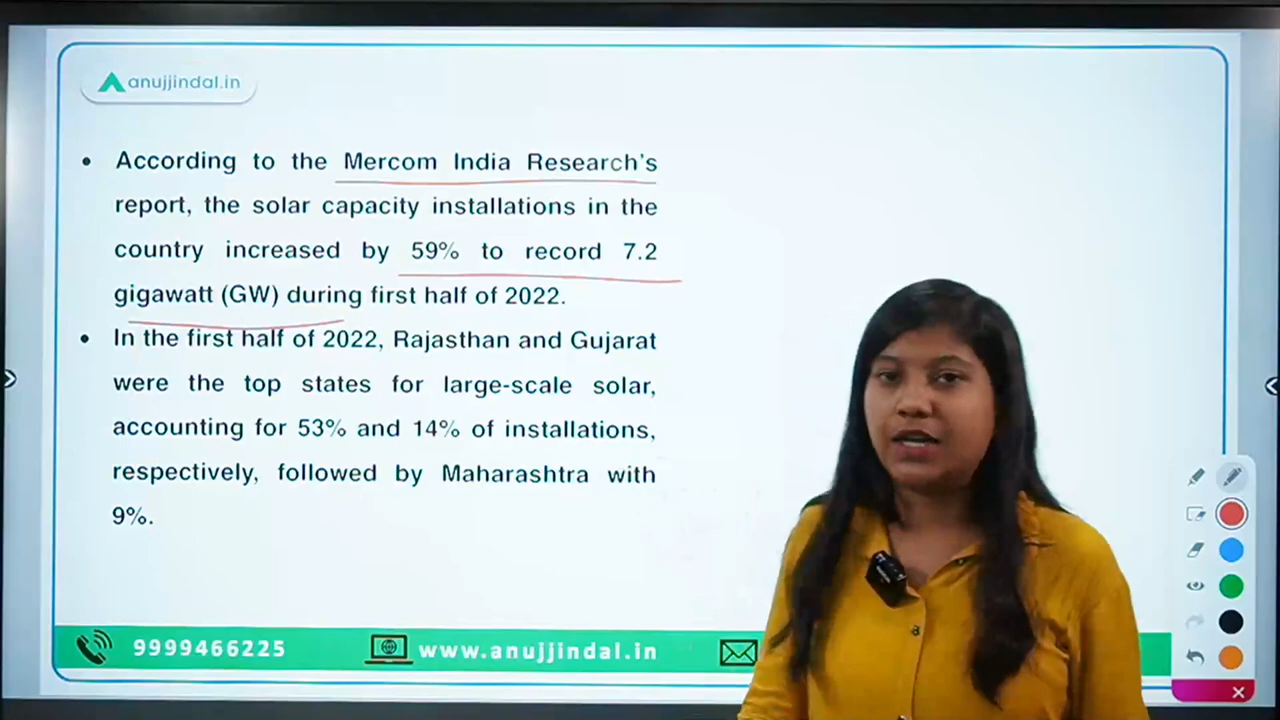 anujjindal.in
• According to the Mercom India Research's
report, the solar capacity installations in the
country increased by 59% to record 7.2
gigawatt (GW) during first half of 2022.
• In the first half of 2022, Rajasthan and Gujarat
were the top states for large-scale solar,
accounting for 53% and 14% of installations,
respectively, followed by Maharashtra with
9%.
9999466225 www.anujjindal.in